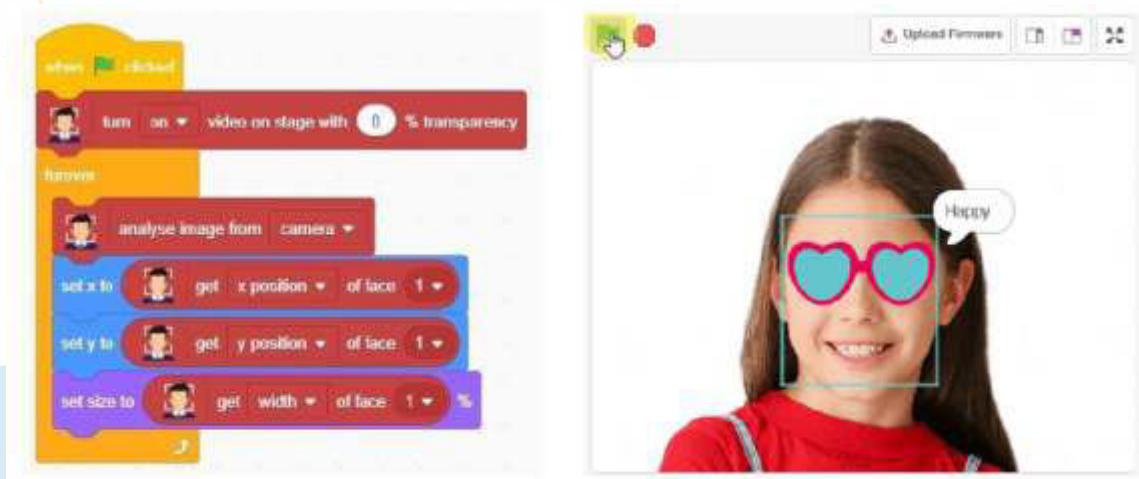 when clicked
turn on video on stage with 0 % transparency
forever
analyse image from camera
set x to get x position of face 1
set y to get y position of face 1
set size to get width of face 1 %
Upload Firmware
Happy